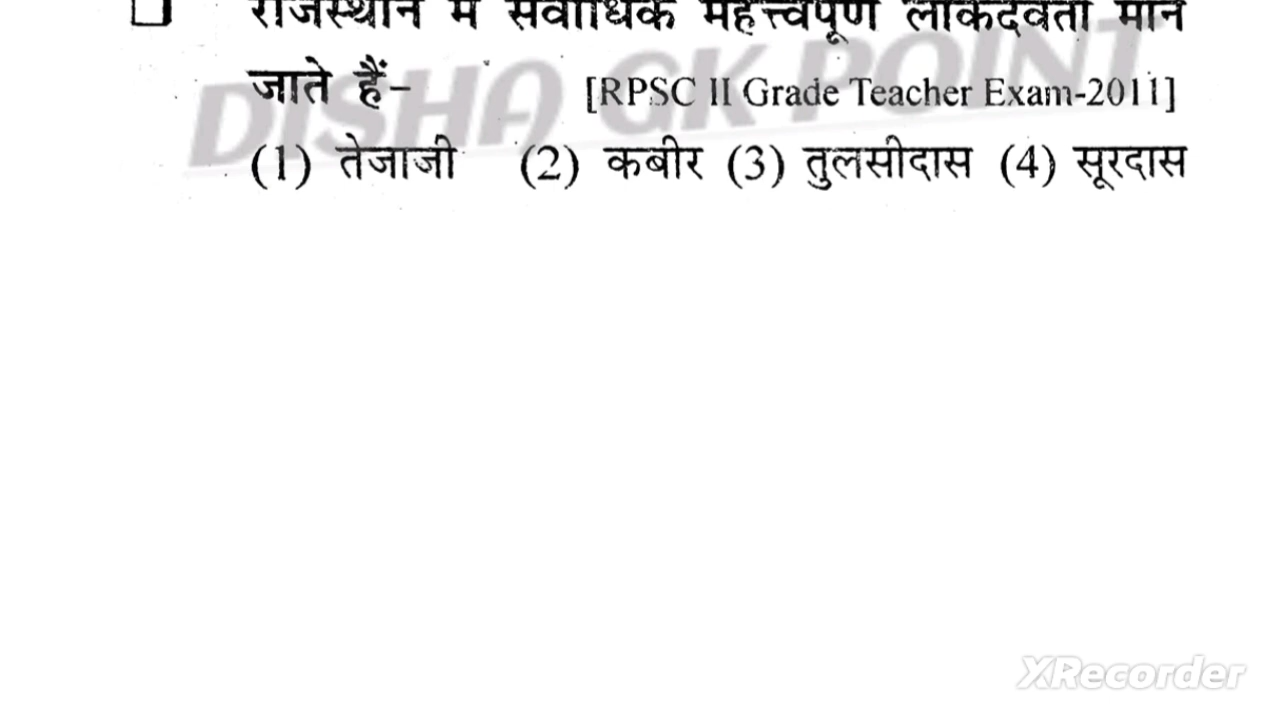 राजस्थान में सर्वाधिक महत्त्वपूर्ण लोकदेवता माने
जाते हैं- [RPSC II Grade Teacher Exam-2011]
(1) तेजाजी (2) कबीर (3) तुलसीदास (4) सूरदास
DISHA GK POINT
XRecorder